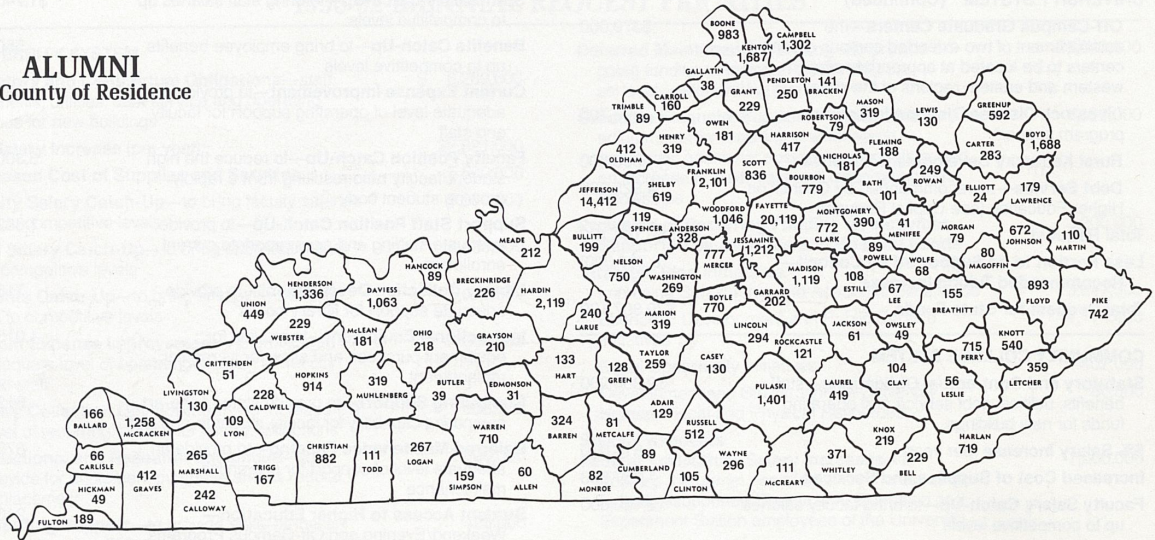 ALUMNI
County of Residence
BOONE
983
KENTON
1,687
CAMPBELL
1,302
GALLATIN
38
GRANT
229
PENDLETON
250
141
BRACKEN
CARROLL
160
TRIMBLE
89
OWEN
181
ROBERTSON
79
MASON
319
LEWIS
130
GREENUP
592
BOYD
1,688
HENRY
319
412
OLDHAM
HARRISON
417
NICHOLAS
181
FLEMING
188
CARTER
283
249
ROWAN
ELLIOTT
24
179
LAWRENCE
FRANKLIN
2,101
SCOTT
836
BOURBON
779
BATH
101
SHELBY
619
JEFFERSON
14,412
WOODFORD
1,046
FAYETTE
20,119
MONTGOMERY
390
41
MENIFEE
MORGAN
79
672
JOHNSON
110
MARTIN
119
SPENCER
ANDERSON
328
JESSAMINE
1,212
772
CLARK
89
POWELL
WOLFE
68
80
MAGOFFIN
BULLITT
199
MEADE
212
NELSON
750
777
MERCER
WASHINGTON
269
MADISON
1,119
108
ESTILL
67
LEE
155
BREATHITT
893
FLOYD
PIKE
742
HANCOCK
89
BRECKINRIDGE
226
HARDIN
2,119
BOYLE
770
GARRARD
202
HENDERSON
1,336
DAVIESS
1,063
UNION
449
229
WEBSTER
McLEAN
181
OHIO
218
GRAYSON
210
240
LARUE
MARION
319
LINCOLN
294
ROCKCASTLE
121
JACKSON
61
OWSLEY
49
715
PERRY
KNOTT
540
359
LETCHER
CRITTENDEN
51
HOPKINS
914
319
MUHLENBERG
BUTLER
39
EDMONSON
31
133
HART
128
GREEN
TAYLOR
259
CASEY
130
PULASKI
1,401
LAUREL
419
104
CLAY
56
LESLIE
LIVINGSTON
130
228
CALDWELL
109
LYON
166
BALLARD
1,258
McCRACKEN
ADAIR
129
RUSSELL
512
KNOX
219
HARLAN
719
WARREN
710
324
BARREN
81
METCALFE
66
CARLISLE
265
MARSHALL
TRIGG
167
CHRISTIAN
882
111
TODD
267
LOGAN
159
SIMPSON
60
ALLEN
82
MONROE
89
CUMBERLAND
105
CLINTON
WAYNE
296
111
McCREARY
371
WHITLEY
229
BELL
412
GRAVES
HICKMAN
49
242
CALLOWAY
FULTON 189